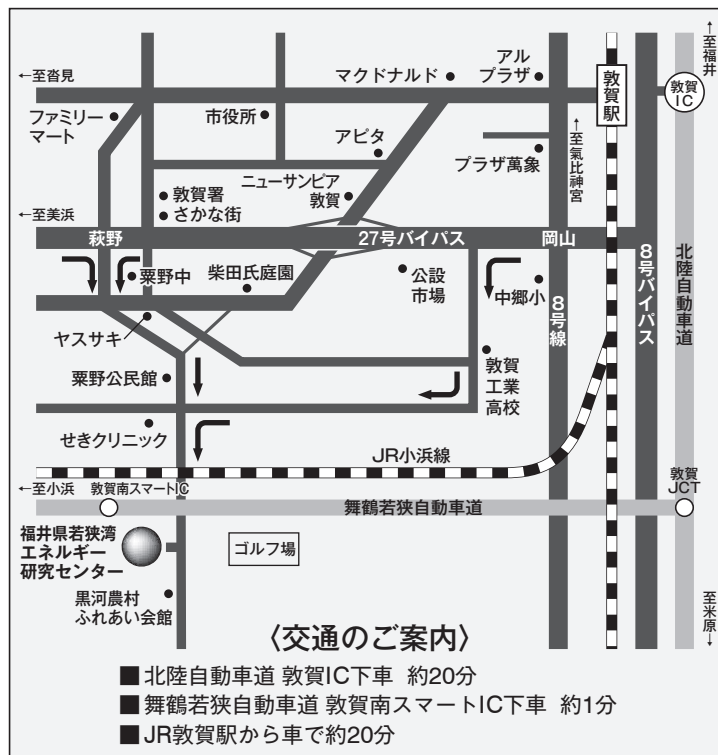 ←至沓見
ファミリー
マート
市役所
マクドナルド
アル
プラザ
敦賀駅
↑至福井
敦賀
IC
アピタ
プラザ萬象
↑至氣比神宮
敦賀署
さかな街
ニューサンピア
敦賀
←至美浜
萩野
27号バイパス
岡山
8号バイパス
北陸自動車道
粟野中
柴田氏庭園
公設
市場
中郷小
8号線
ヤスサキ
粟野公民館
敦賀
工業
高校
せきクリニック
JR小浜線
←至小浜
敦賀南スマートIC
敦賀
JCT
舞鶴若狭自動車道
福井県若狭湾
エネルギー
研究センター
ゴルフ場
黒河農村
ふれあい会館
至米原→
〈交通のご案内〉
■北陸自動車道 敦賀IC下車 約20分
■舞鶴若狭自動車道 敦賀南スマートIC下車 約1分
■JR敦賀駅から車で約20分